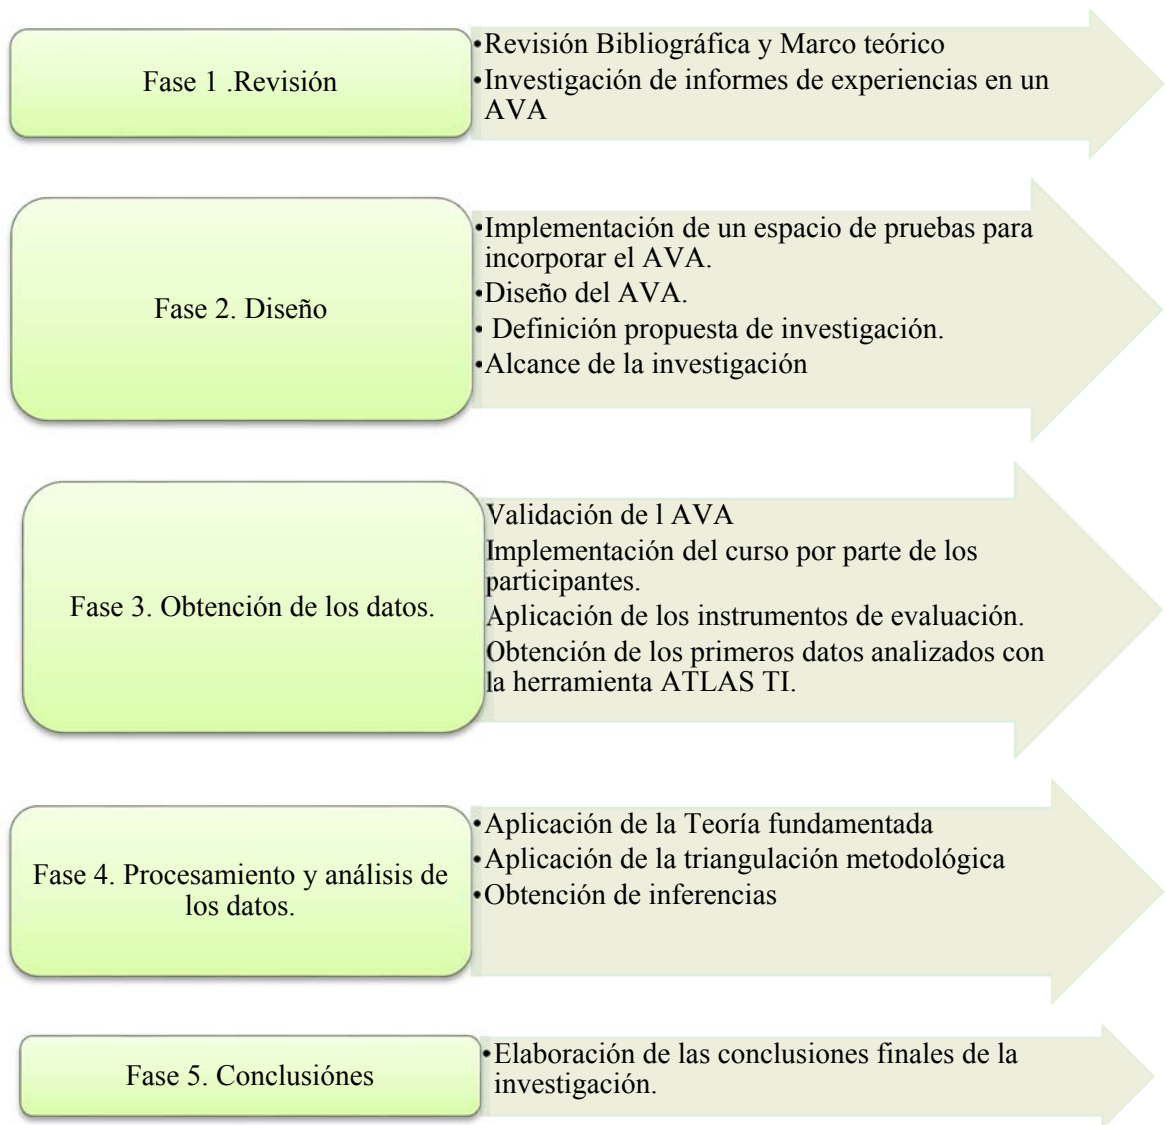 Fase 1 .Revisión
•Revisión Bibliográfica y Marco teórico
•Investigación de informes de experiencias en un
AVA
Fase 2. Diseño
•Implementación de un espacio de pruebas para
incorporar el AVA.
•Diseño del AVA.
• Definición propuesta de investigación.
•Alcance de la investigación
Fase 3. Obtención de los datos.
Validación de l AVA
Implementación del curso por parte de los
participantes.
Aplicación de los instrumentos de evaluación.
Obtención de los primeros datos analizados con
la herramienta ATLAS TI.
Fase 4. Procesamiento y análisis de
los datos.
•Aplicación de la Teoría fundamentada
•Aplicación de la triangulación metodológica
•Obtención de inferencias
Fase 5. Conclusiónes
•Elaboración de las conclusiones finales de la
investigación.